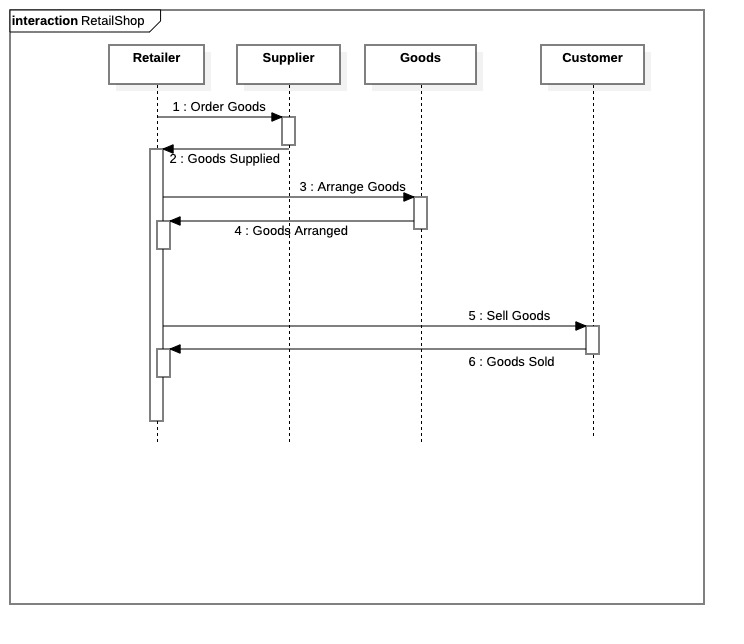 interaction RetailShop
Retailer
Supplier
Goods
Customer
1 : Order Goods
2 : Goods Supplied
3 : Arrange Goods
4 : Goods Arranged
5 : Sell Goods
6 : Goods Sold